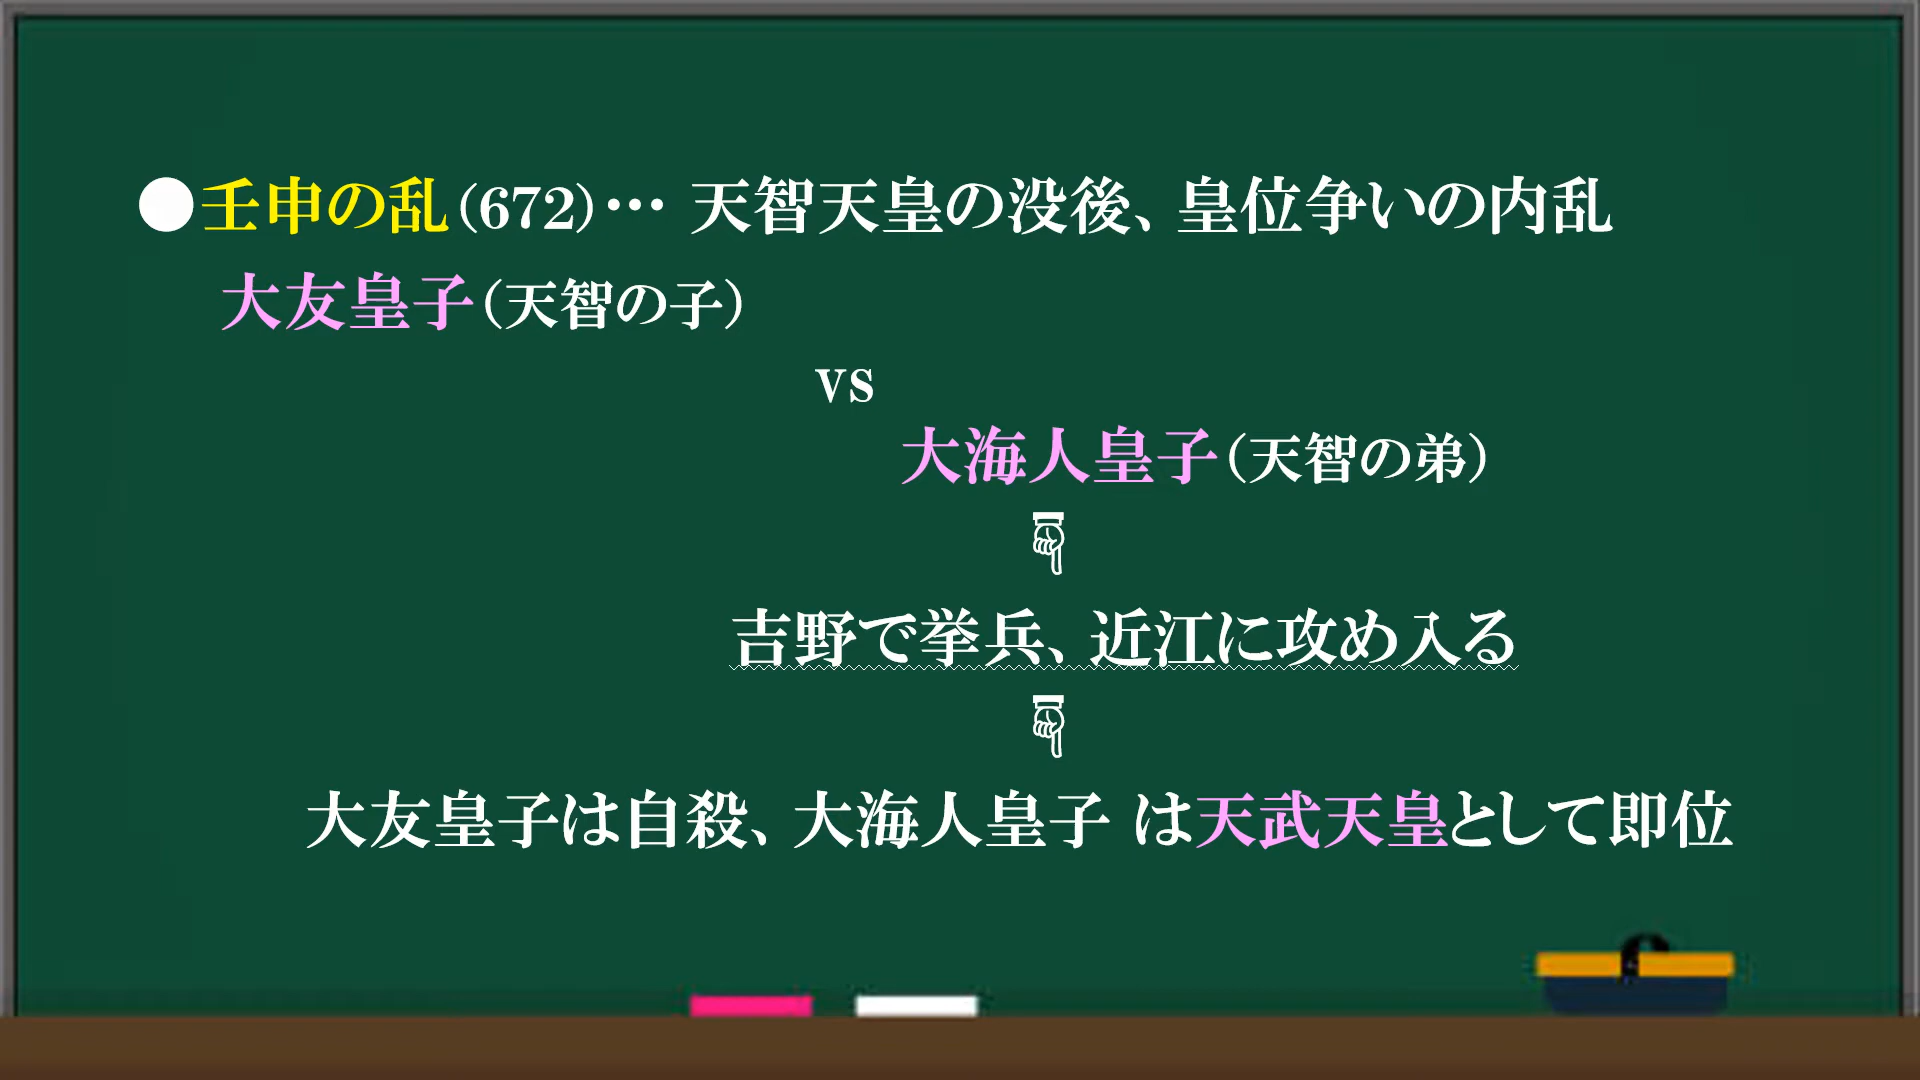 ●壬申の乱(672)… 天智天皇の没後、皇位争いの内乱
大友皇子(天智の子)
vs
大海人皇子(天智の弟)
☟
吉野で挙兵、近江に攻め入る
☟
大友皇子は自殺、大海人皇子 は天武天皇として即位